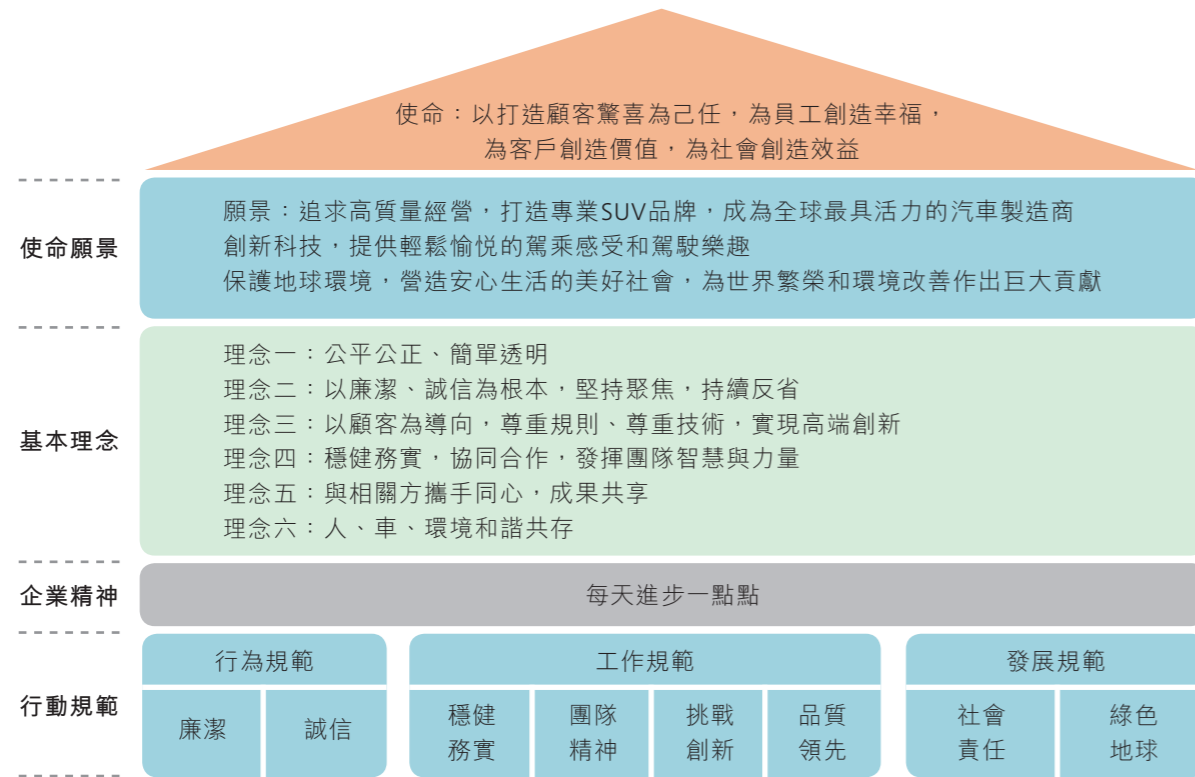 使命：以打造顧客驚喜為己任，為員工創造幸福，
為客戶創造價值，為社會創造效益
使命願景
願景：追求高質量經營，打造專業SUV品牌，成為全球最具活力的汽車製造商
創新科技，提供輕鬆愉悦的駕乘感受和駕駛樂趣
保護地球環境，營造安心生活的美好社會，為世界繁榮和環境改善作出巨大貢獻
基本理念
理念一：公平公正、簡單透明
理念二：以廉潔、誠信為根本，堅持聚焦，持續反省
理念三：以顧客為導向，尊重規則、尊重技術，實現高端創新
理念四：穩健務實，協同合作，發揮團隊智慧與力量
理念五：與相關方攜手同心，成果共享
理念六：人、車、環境和諧共存
企業精神
每天進步一點點
行動規範
行為規範
廉潔
誠信
工作規範
穩健
務實
團隊
精神
挑戰
創新
品質
領先
發展規範
社會
責任
綠色
地球